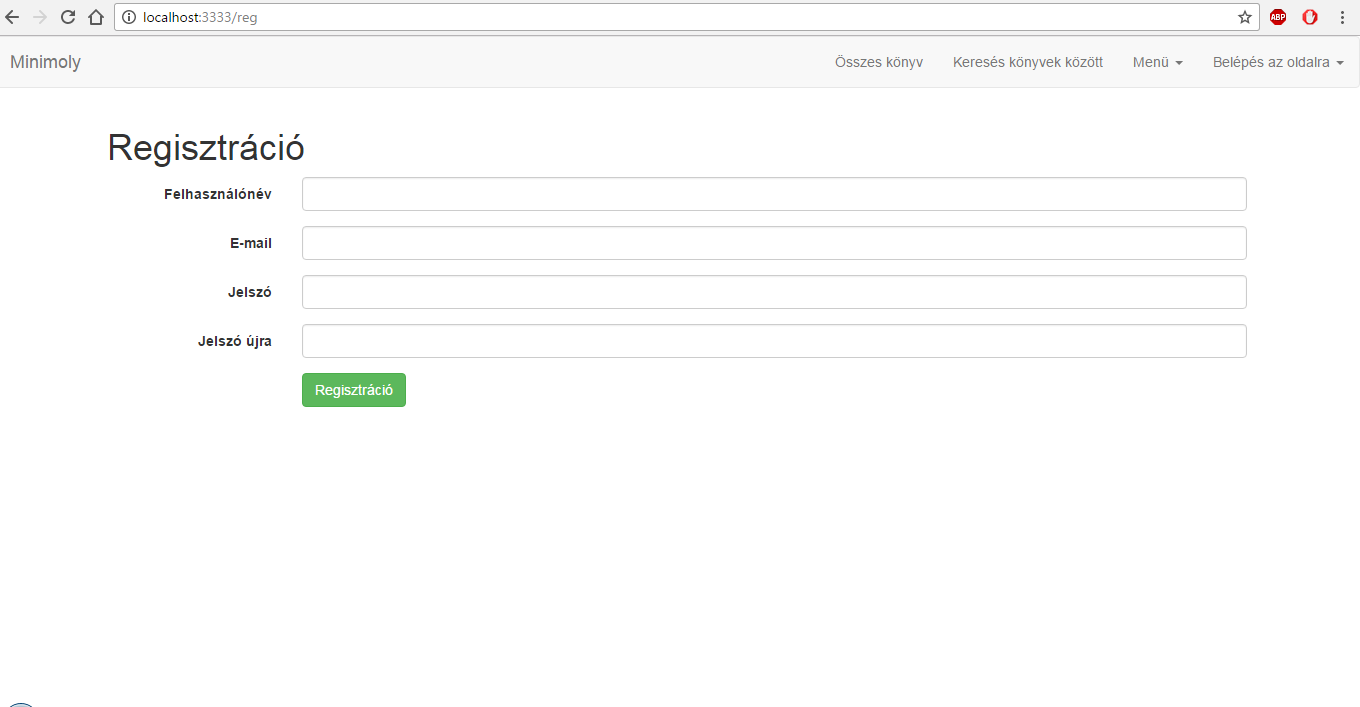 localhost:3333/reg
ABP
Minimoly Összes könyv Keresés könyvek között Menü Belépés az oldalra
Regisztráció
Felhasználónév
E-mail
Jelszó
Jelszó újra
Regisztráció